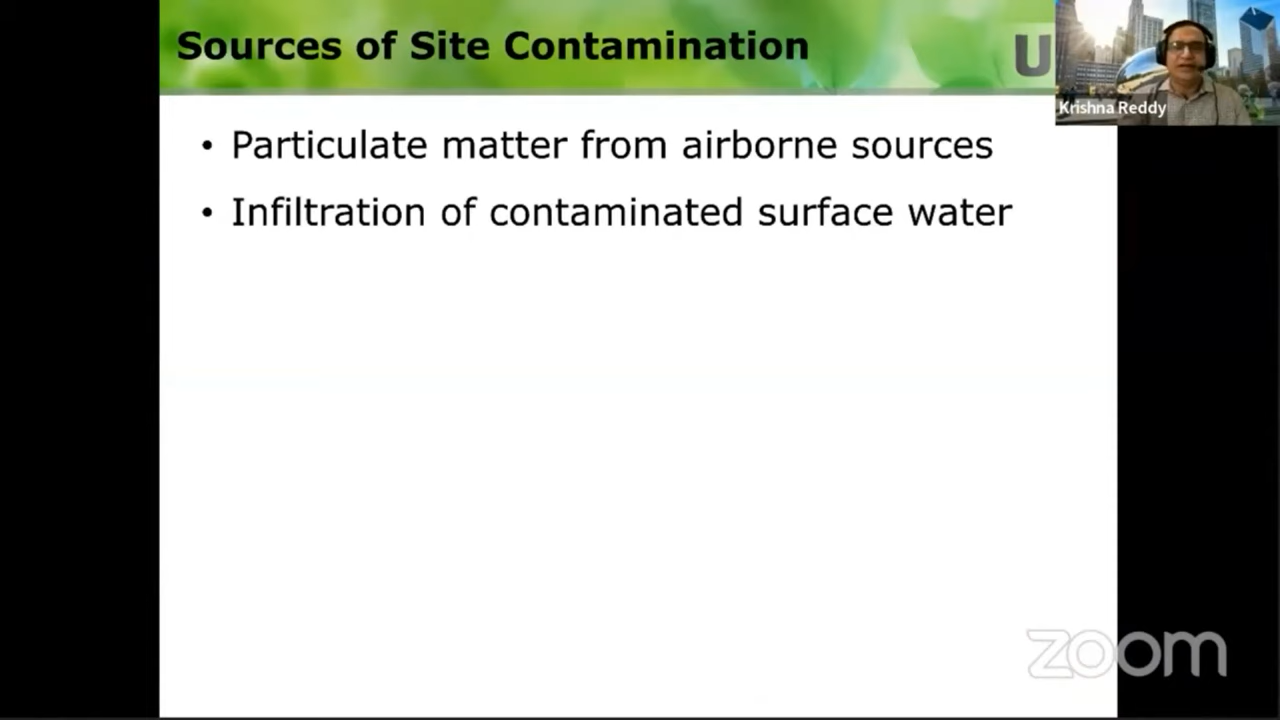 Sources of Site Contamination
U
Krishna Reddy
• Particulate matter from airborne sources
• Infiltration of contaminated surface water
zoom